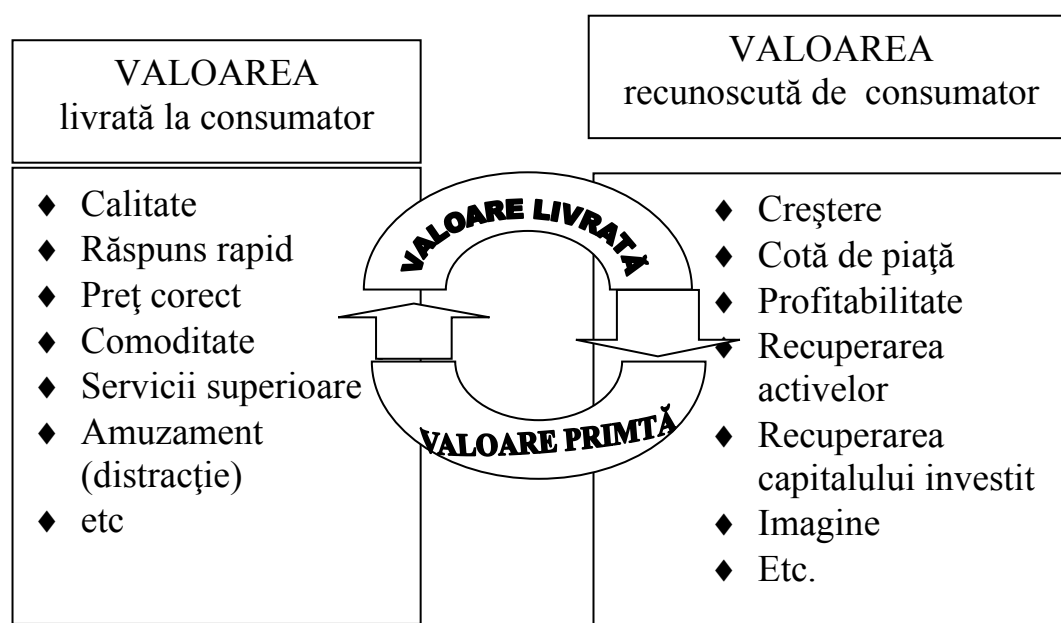 VALOAREA
livrată la consumator
VALOAREA
recunoscută de consumator
♦ Calitate
♦ Răspuns rapid
♦ Preţ corect
♦ Comoditate
♦ Servicii superioare
♦ Amuzament
(distracţie)
♦ etc
VALOARE LIVRATĂ
VALOARE PRIMTĂ
♦ Creştere
♦ Cotă de piaţă
♦ Profitabilitate
♦ Recuperarea
activelor
♦ Recuperarea
capitalului investit
♦ Imagine
♦ Etc.